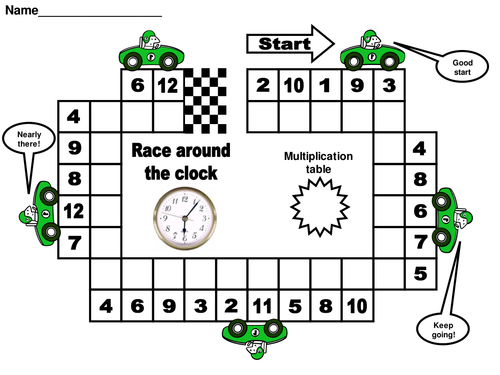 Name
Start
Good
start
6 12
2 10 1 9 3
4
9
8
12
7
Nearly
there!
Race around
the clock
Multiplication
table
4
8
6
7
5
4 6 9 3 2 11 5 8 10
Keep
going!